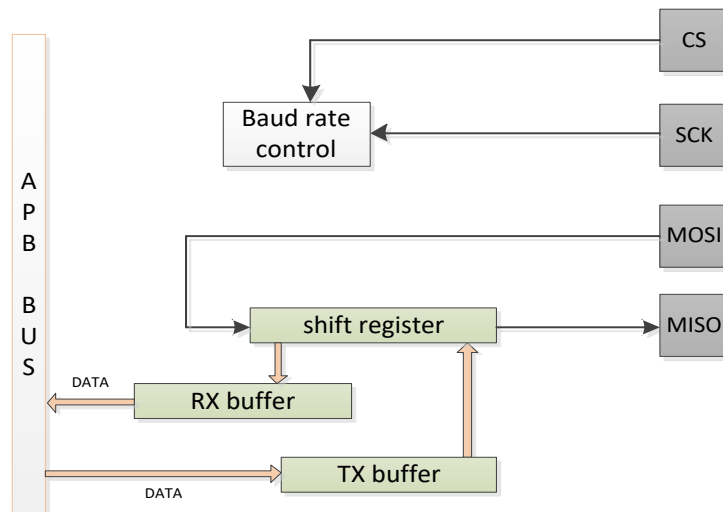 CS
Baud rate
control
SCK
A
P
B
B
U
S
MOSI
shift register
MISO
DATA
RX buffer
TX buffer
DATA